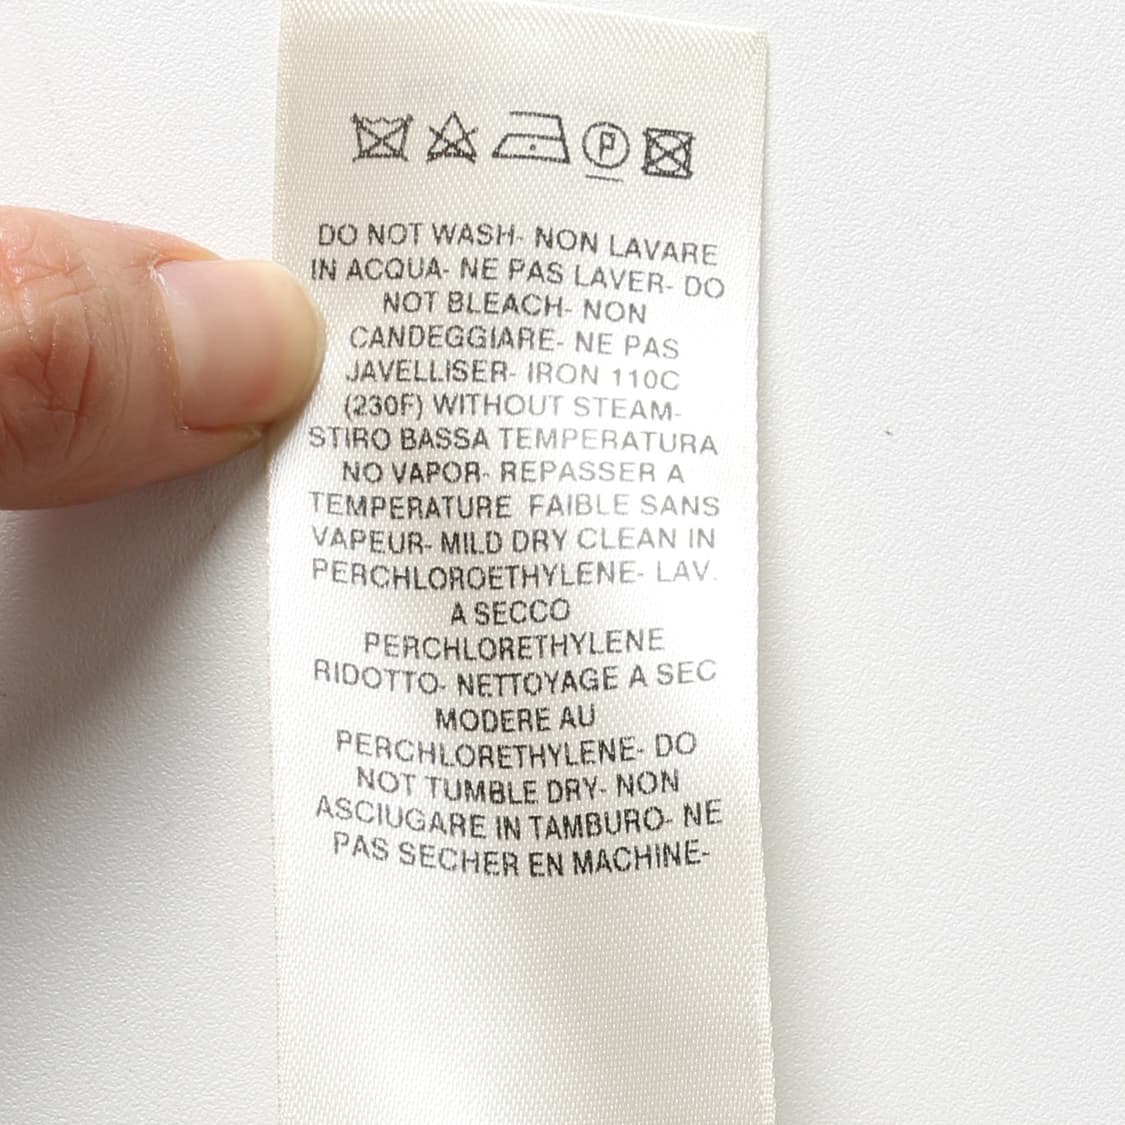 P
DO NOT WASH- NON LAVARE
IN ACQUA- NE PAS LAVER- DO
NOT BLEACH- NON
CANDEGGIARE- NE PAS
JAVELLISER- IRON 110C
(230F) WITHOUT STEAM-
STIRO BASSA TEMPERATURA
NO VAPOR- REPASSER A
TEMPERATURE FAIBLE SANS
VAPEUR- MILD DRY CLEAN IN
PERCHLOROETHYLENE- LAV.
A SECCO
PERCHLORETHYLENE
RIDOTTO- NETTOYAGE A SEC
MODERE AU
PERCHLORETHYLENE- DO
NOT TUMBLE DRY- NON
ASCIUGARE IN TAMBURO- NE
PAS SECHER EN MACHINE-